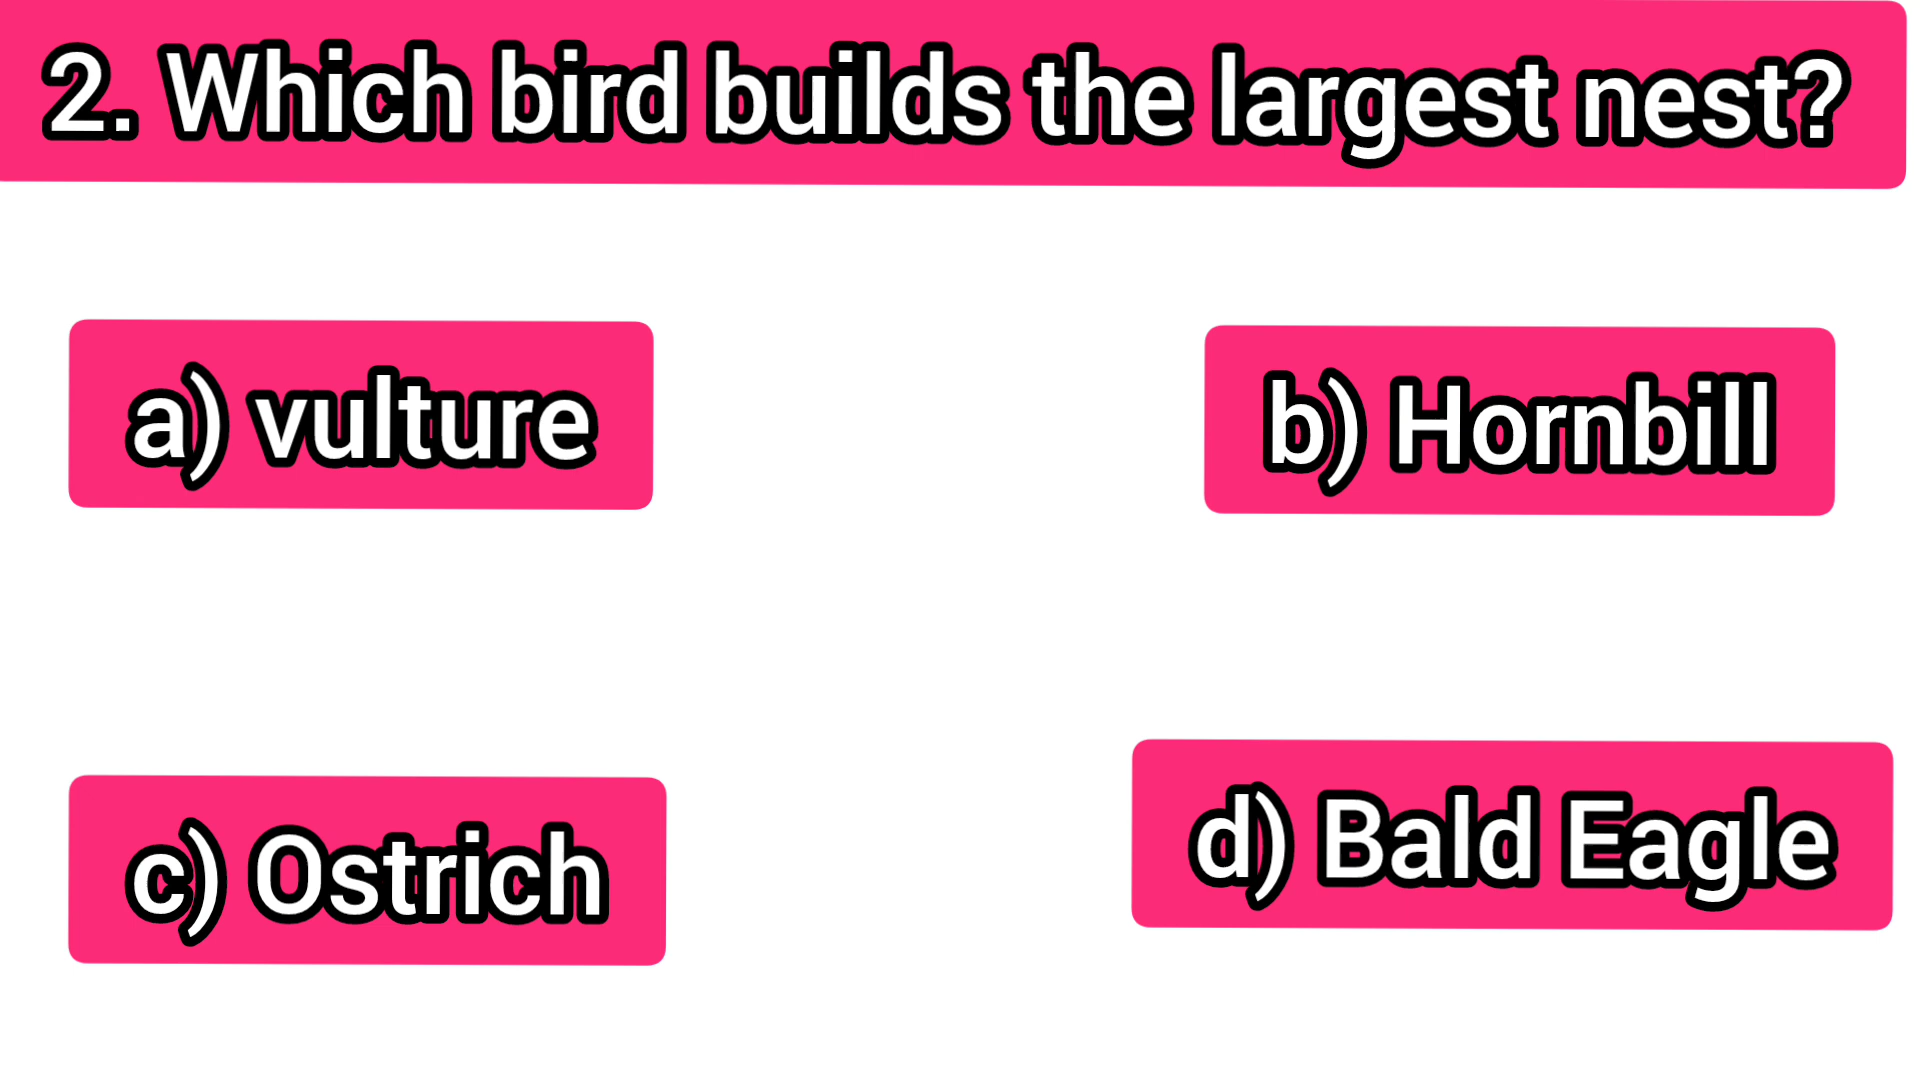 2. Which bird builds the largest nest?
a) vulture
b) Hornbill
c) Ostrich
d) Bald Eagle